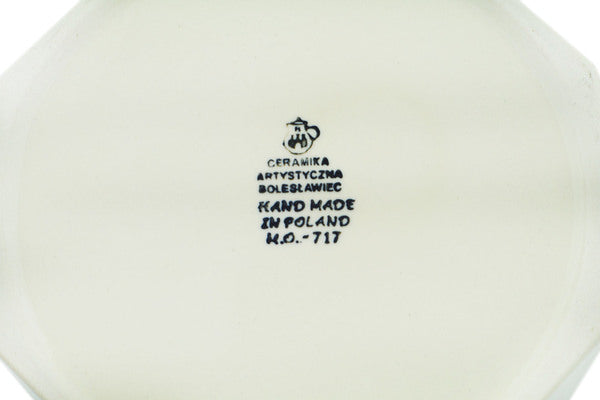 CERAMIKA
ARTYSTYCZNA
BOLESŁAWIEC
HAND MADE
IN POLAND
H.O.-717